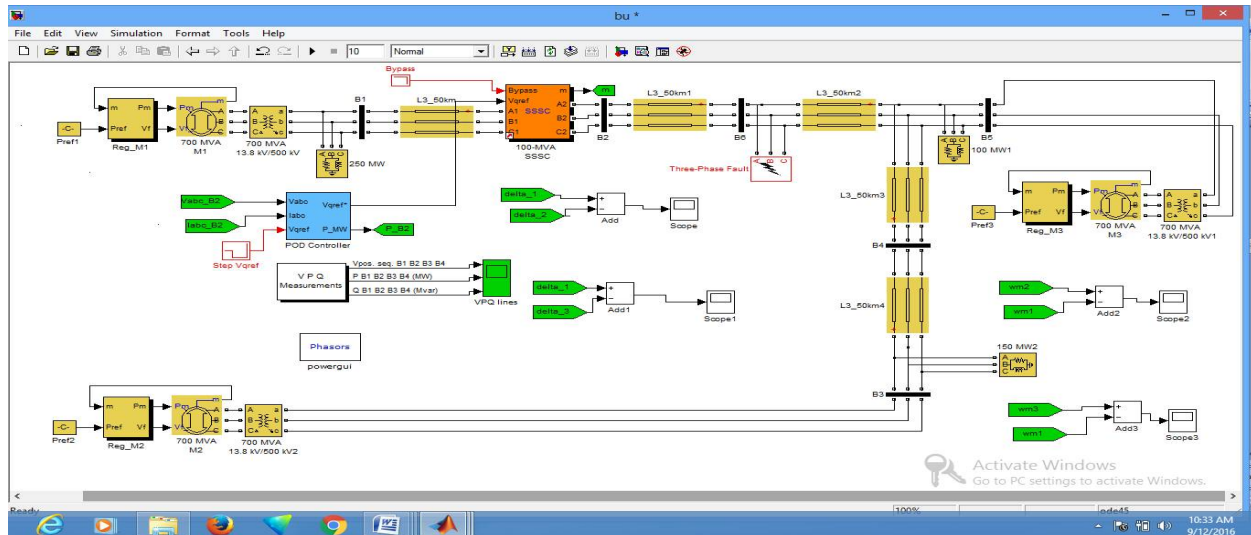 bu *
File Edit View Simulation Format Tools Help
10 Normal
Bypass
m Pm
Pref Vf
-C-
Pref1
Reg_M1
Pm m
A
B
C
700 MVA
M1
A a
B b
C c
700 MVA
13.8 kV/500 kV
B1
A B C
250 MW
L3_50km
Bypass m
Vqref
A1 SSSC A2
B1 B2
C1 C2
100-MVA
SSSC
m
B2
L3_50km1
B6
A B C
Three-Phase Fault
L3_50km2
A B C
100 MW1
B5
Vabc_B2
Iabc_B2
Step Vqref
Vabc
Iabc Vqref*
Vqref P_MW
POD Controller
P_B2
delta_1
delta_2
+
−
Add
Scope
L3_50km3
-C-
Pref3
m Pm
Pref Vf
Reg_M3
Pm m
A
B
C
700 MVA
M3
A a
B b
C c
700 MVA
13.8 kV/500 kV1
B4
V P Q
Measurements
Vpos. seq. B1 B2 B3 B4
P B1 B2 B3 B4 (MW)
Q B1 B2 B3 B4 (Mvar)
VPQ lines
delta_1
delta_3
+
−
Add1
Scope1
L3_50km4
wm2
wm1
+
−
Add2
Scope2
Phasors
powergui
150 MW2
A
B
C
B3
-C-
Pref2
m Pm
Pref Vf
Reg_M2
Pm m
A
B
C
700 MVA
M2
A a
B b
C c
700 MVA
13.8 kV/500 kV2
wm3
wm1
+
−
Add3
Scope3
Activate Windows
Go to PC settings to activate Windows.
Ready 100% ode45
10:33 AM
9/12/2016